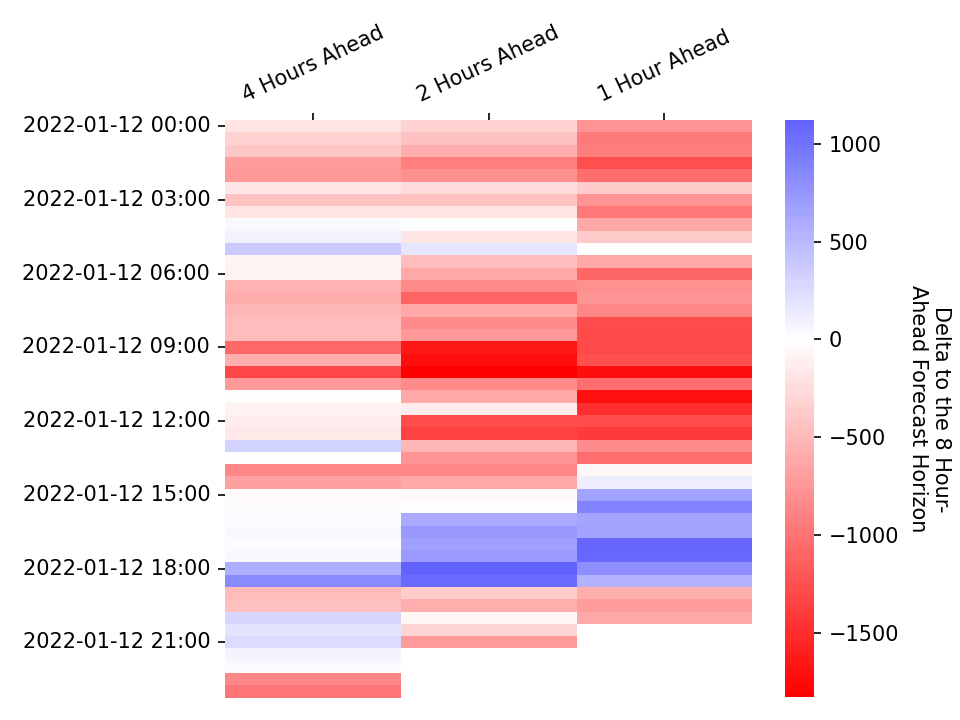 4 Hours Ahead
2 Hours Ahead
1 Hour Ahead
2022-01-12 00:00
2022-01-12 03:00
2022-01-12 06:00
2022-01-12 09:00
2022-01-12 12:00
2022-01-12 15:00
2022-01-12 18:00
2022-01-12 21:00
1000
500
0
−500
−1000
−1500
Delta to the 8 Hour-
Ahead Forecast Horizon